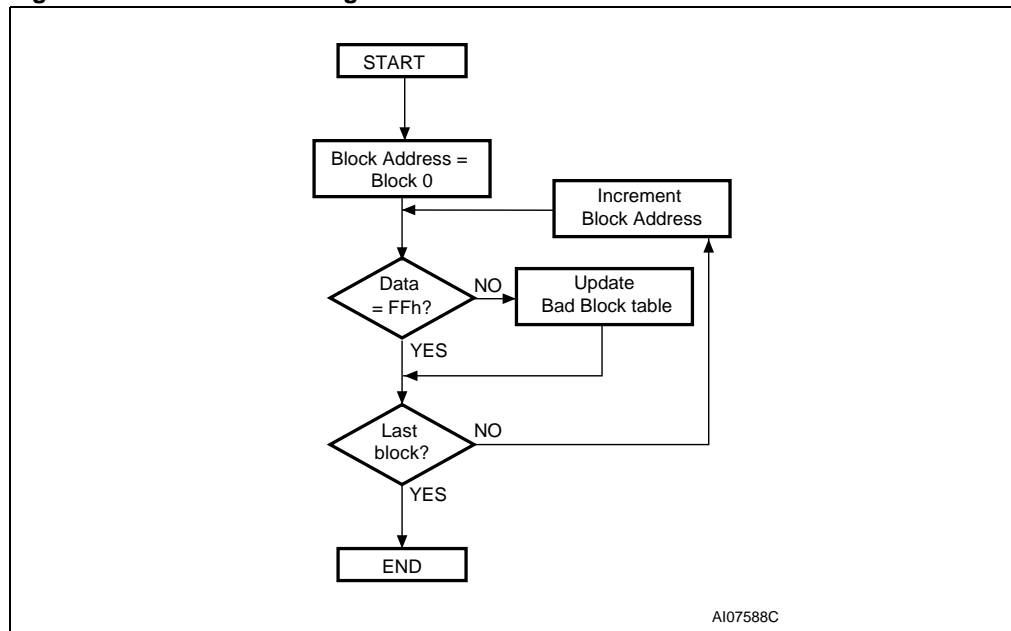 START
Block Address =
Block 0
Increment
Block Address
Data
= FFh?
NO
Update
Bad Block table
YES
Last
block?
NO
YES
END
AI07588C